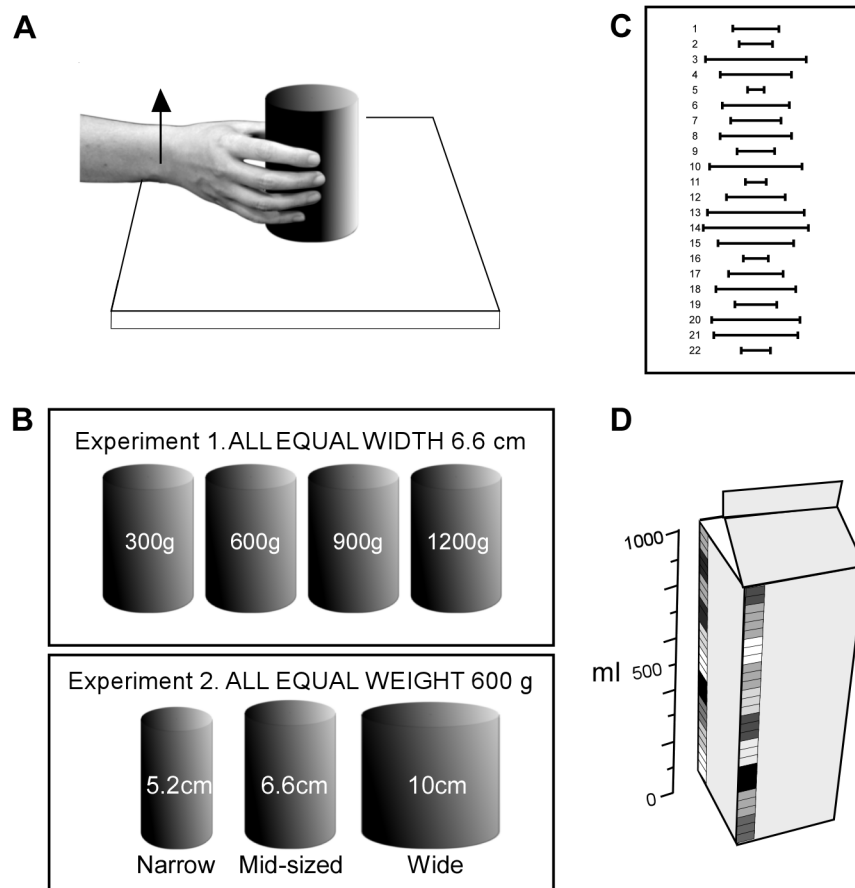 A
B
Experiment 1. ALL EQUAL WIDTH 6.6 cm
300g 600g 900g 1200g
Experiment 2. ALL EQUAL WEIGHT 600 g
5.2cm 6.6cm 10cm
Narrow Mid-sized Wide
C
1
2
3
4
5
6
7
8
9
10
11
12
13
14
15
16
17
18
19
20
21
22
D
1000
500
ml
0